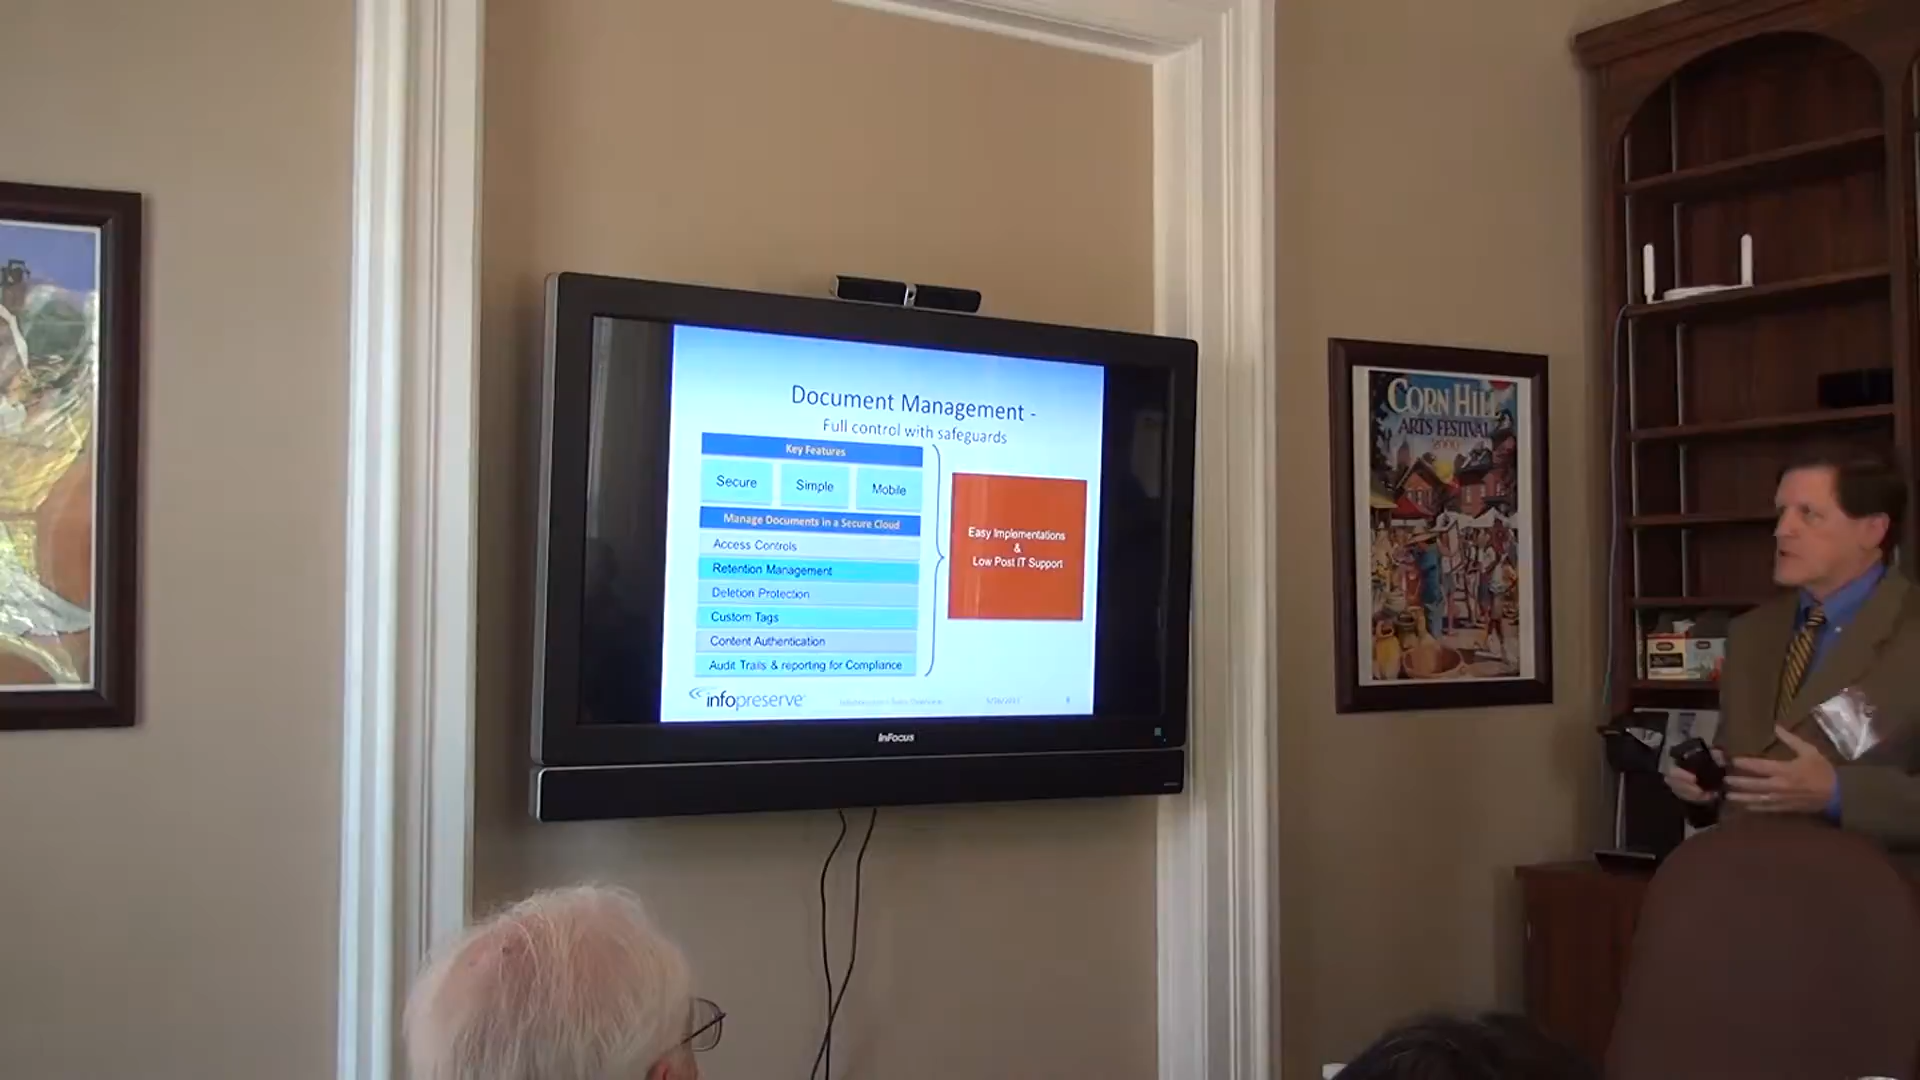 Document Management -
Full control with safeguards
Key Features
Secure
Simple
Mobile
Manage Documents in a Secure Cloud
Access Controls
Retention Management
Deletion Protection
Custom Tags
Content Authentication
Audit Trails & reporting for Compliance
Easy Implementations
&
Low Post IT Support
infopreserve
InFocus
CORN HILL
ARTS FESTIVAL